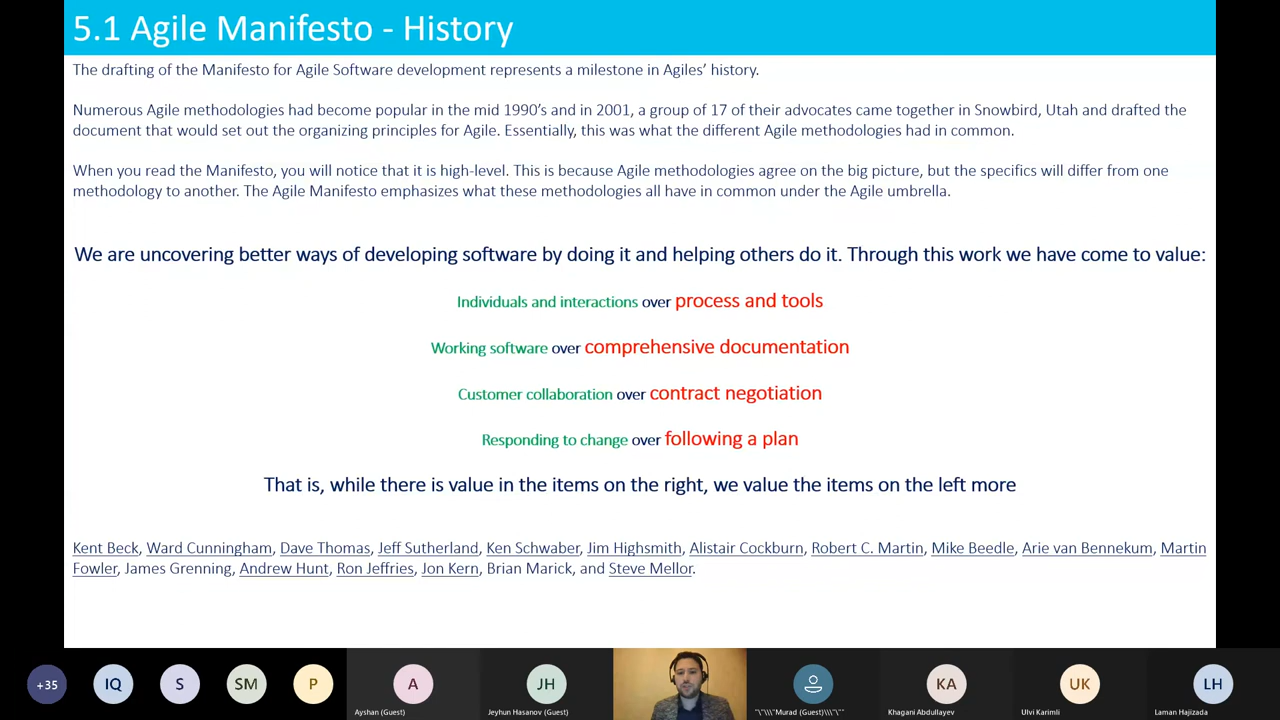 5.1 Agile Manifesto - History
The drafting of the Manifesto for Agile Software development represents a milestone in Agiles’ history.
Numerous Agile methodologies had become popular in the mid 1990’s and in 2001, a group of 17 of their advocates came together in Snowbird, Utah and drafted the
document that would set out the organizing principles for Agile. Essentially, this was what the different Agile methodologies had in common.
When you read the Manifesto, you will notice that it is high-level. This is because Agile methodologies agree on the big picture, but the specifics will differ from one
methodology to another. The Agile Manifesto emphasizes what these methodologies all have in common under the Agile umbrella.
We are uncovering better ways of developing software by doing it and helping others do it. Through this work we have come to value:
Individuals and interactions over process and tools
Working software over comprehensive documentation
Customer collaboration over contract negotiation
Responding to change over following a plan
That is, while there is value in the items on the right, we value the items on the left more
Kent Beck, Ward Cunningham, Dave Thomas, Jeff Sutherland, Ken Schwaber, Jim Highsmith, Alistair Cockburn, Robert C. Martin, Mike Beedle, Arie van Bennekum, Martin
Fowler, James Grenning, Andrew Hunt, Ron Jeffries, Jon Kern, Brian Marick, and Steve Mellor.
+35 IQ S SM P A JH KA UK LH
Ayshan (Guest) Jeyhun Hasanov (Guest) "\"\\\"Murad (Guest)\\\"\"" Khagani Abdullayev Ulvi Karimli Laman Hajizada